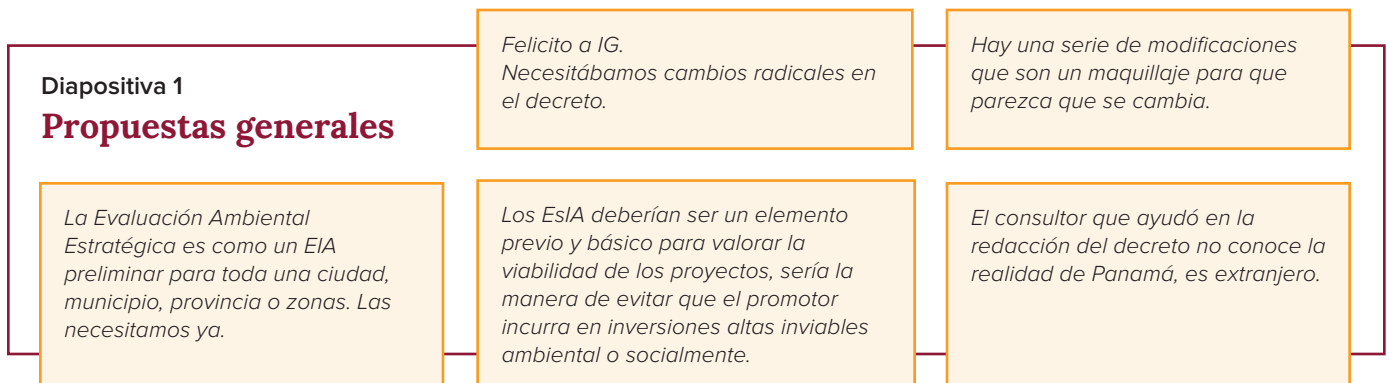 Diapositiva 1
Propuestas generales
Felicito a IG.
Necesitábamos cambios radicales en
el decreto.
Hay una serie de modificaciones
que son un maquillaje para que
parezca que se cambia.
La Evaluación Ambiental
Estratégica es como un EIA
preliminar para toda una ciudad,
municipio, provincia o zonas. Las
necesitamos ya.
Los EsIA deberían ser un elemento
previo y básico para valorar la
viabilidad de los proyectos, sería la
manera de evitar que el promotor
incurra en inversiones altas inviables
ambiental o socialmente.
El consultor que ayudó en la
redacción del decreto no conoce la
realidad de Panamá, es extranjero.